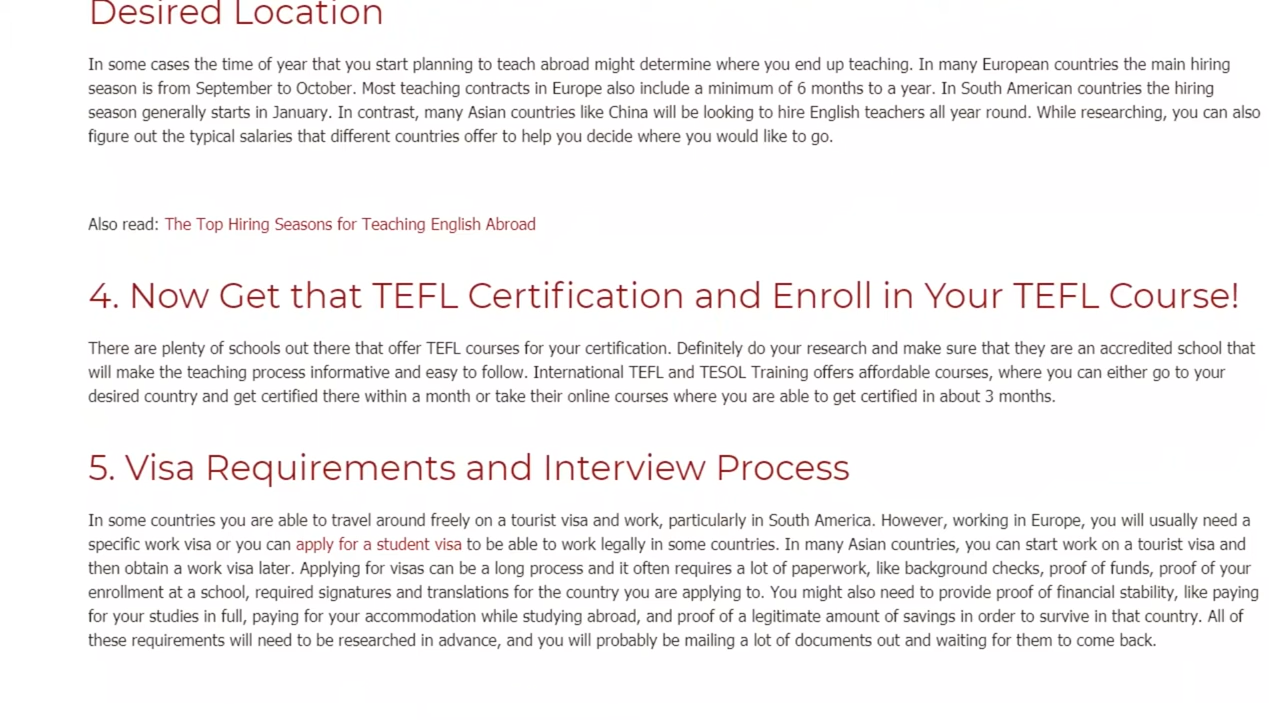 Desired Location
In some cases the time of year that you start planning to teach abroad might determine where you end up teaching. In many European countries the main hiring
season is from September to October. Most teaching contracts in Europe also include a minimum of 6 months to a year. In South American countries the hiring
season generally starts in January. In contrast, many Asian countries like China will be looking to hire English teachers all year round. While researching, you can also
figure out the typical salaries that different countries offer to help you decide where you would like to go.
Also read: The Top Hiring Seasons for Teaching English Abroad
4. Now Get that TEFL Certification and Enroll in Your TEFL Course!
There are plenty of schools out there that offer TEFL courses for your certification. Definitely do your research and make sure that they are an accredited school that
will make the teaching process informative and easy to follow. International TEFL and TESOL Training offers affordable courses, where you can either go to your
desired country and get certified there within a month or take their online courses where you are able to get certified in about 3 months.
5. Visa Requirements and Interview Process
In some countries you are able to travel around freely on a tourist visa and work, particularly in South America. However, working in Europe, you will usually need a
specific work visa or you can apply for a student visa to be able to work legally in some countries. In many Asian countries, you can start work on a tourist visa and
then obtain a work visa later. Applying for visas can be a long process and it often requires a lot of paperwork, like background checks, proof of funds, proof of your
enrollment at a school, required signatures and translations for the country you are applying to. You might also need to provide proof of financial stability, like paying
for your studies in full, paying for your accommodation while studying abroad, and proof of a legitimate amount of savings in order to survive in that country. All of
these requirements will need to be researched in advance, and you will probably be mailing a lot of documents out and waiting for them to come back.